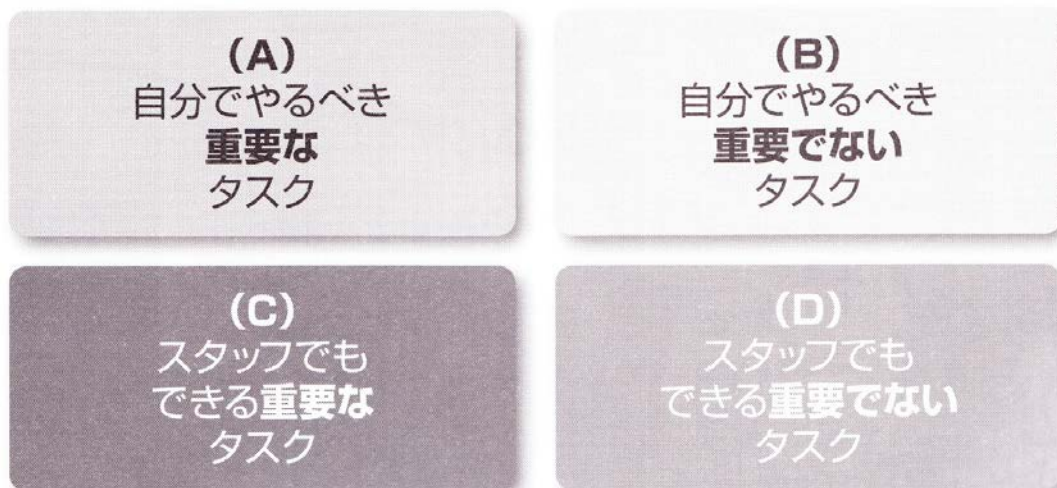 (A)
自分でやるべき
重要な
タスク
(B)
自分でやるべき
重要でない
タスク
(C)
スタッフでも
できる重要な
タスク
(D)
スタッフでも
できる重要でない
タスク